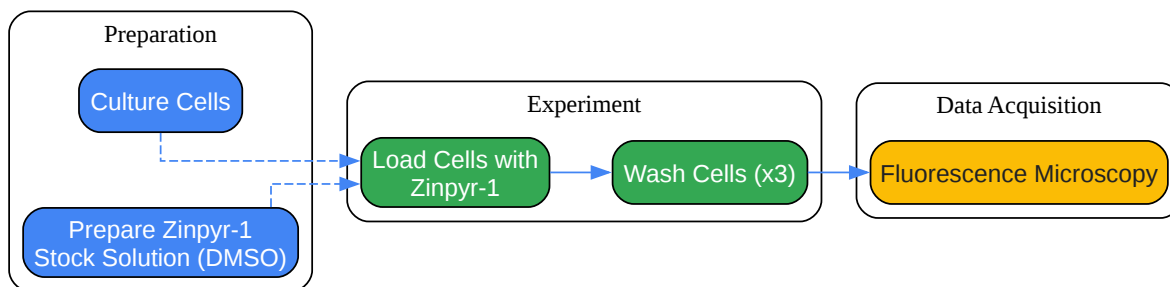 Preparation
Culture Cells
Prepare Zinpyr-1
Stock Solution (DMSO)
Experiment
Load Cells with
Zinpyr-1
Wash Cells (x3)
Data Acquisition
Fluorescence Microscopy